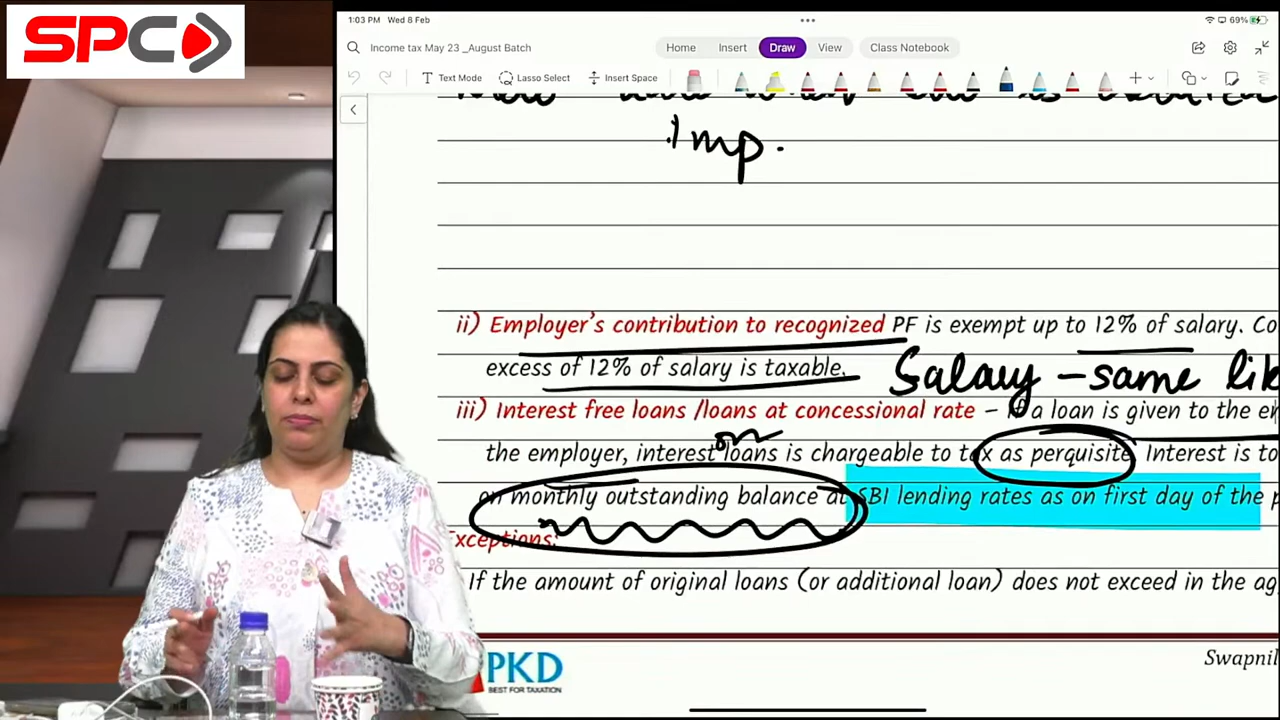 SPC
1:03 PM Wed 8 Feb
69%
Income tax May 23 _August Batch
Home Insert Draw View Class Notebook
Text Mode Lasso Select Insert Space
Imp.
ii) Employer's contribution to recognized PF is exempt up to 12% of salary. Co
excess of 12% of salary is taxable.
Salary - same lik
iii) Interest free loans /loans at concessional rate – If a loan is given to the e
on
the employer, interest loans is chargeable to tax as perquisite. Interest is to
on monthly outstanding balance at SBI lending rates as on first day of the p
Exceptions:
If the amount of original loans (or additional loan) does not exceed in the ag
PKD
BEST FOR TAXATION
Swapnil